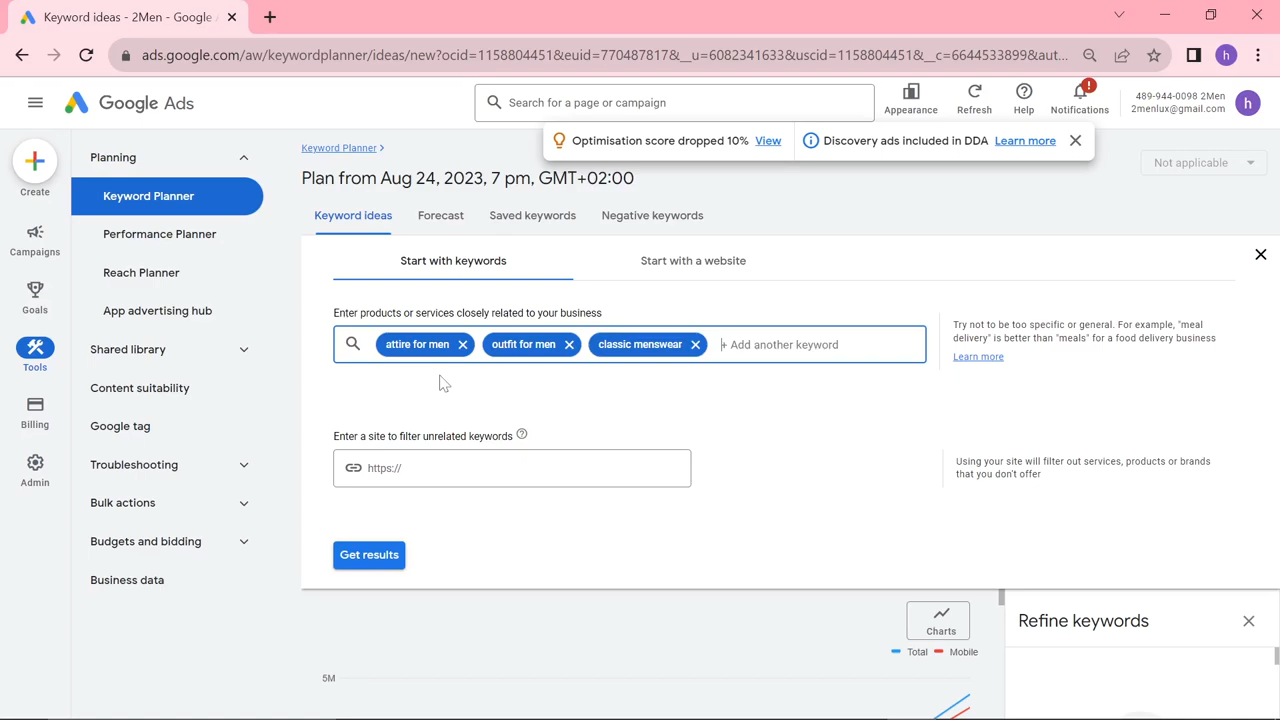 Keyword ideas - 2Men - Google
ads.google.com/aw/keywordplanner/ideas/new?ocid=1158804451&euid=770487817&__u=6082341633&uscid=1158804451&__c=6644533899&aut...
h
Google Ads
Search for a page or campaign
Appearance
Refresh
Help
Notifications
489-944-0098 2Men
2menlux@gmail.com
h
Optimisation score dropped 10% View
Discovery ads included in DDA Learn more
Create
Campaigns
Goals
Tools
Billing
Admin
Planning
Keyword Planner
Performance Planner
Reach Planner
App advertising hub
Shared library
Content suitability
Google tag
Troubleshooting
Bulk actions
Budgets and bidding
Business data
Keyword Planner
Plan from Aug 24, 2023, 7 pm, GMT+02:00
Not applicable
Keyword ideas
Forecast
Saved keywords
Negative keywords
Start with keywords
Start with a website
Enter products or services closely related to your business
attire for men
outfit for men
classic menswear
+ Add another keyword
Try not to be too specific or general. For example, "meal
delivery" is better than "meals" for a food delivery business
Learn more
Enter a site to filter unrelated keywords
https://
Using your site will filter out services, products or brands
that you don't offer
Get results
Charts
Total
Mobile
5M
Refine keywords